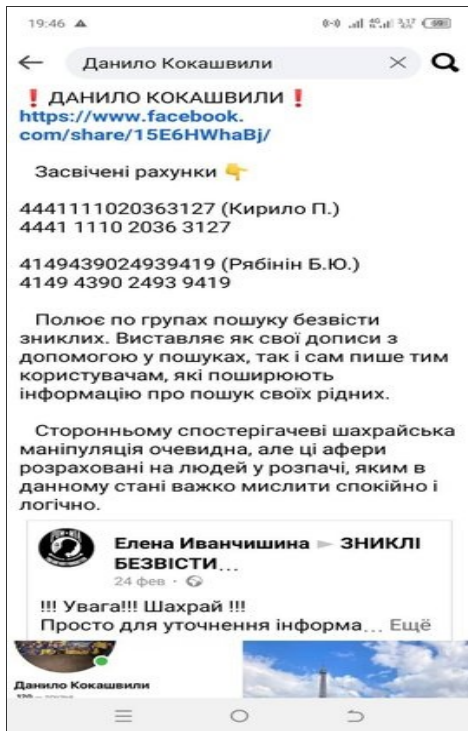 19:46
Данило Кокашвили
❗ ДАНИЛО КОКАШВИЛИ ❗
https://www.facebook.
com/share/15E6HWhaBj/
Засвічені рахунки 👇
4441111020363127 (Кирило П.)
4441 1110 2036 3127
4149439024939419 (Рябінін Б.Ю.)
4149 4390 2493 9419
Полює по групах пошуку безвісти
зниклих. Виставляє як свої дописи з
допомогою у пошуках, так і сам пише тим
користувачам, які поширюють
інформацію про пошук своїх рідних.
Сторонньому спостерігачеві шахрайська
маніпуляція очевидна, але ці афери
розраховані на людей у розпачі, яким в
данному стані важко мислити спокійно і
логічно.
Елена Иванчишина ► ЗНИКЛІ
БЕЗВІСТИ...
24 фев ·
!!! Увага!!! Шахрай !!!
Просто для уточнення інформа... Ещё
Данило Кокашвили